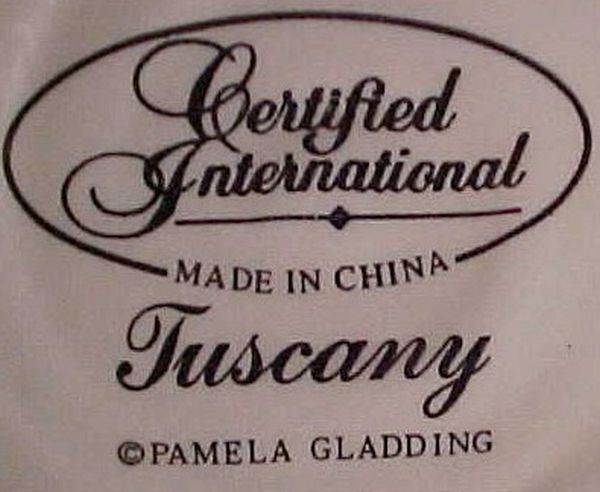 Certified
International
MADE IN CHINA
Tuscany
©PAMELA GLADDING